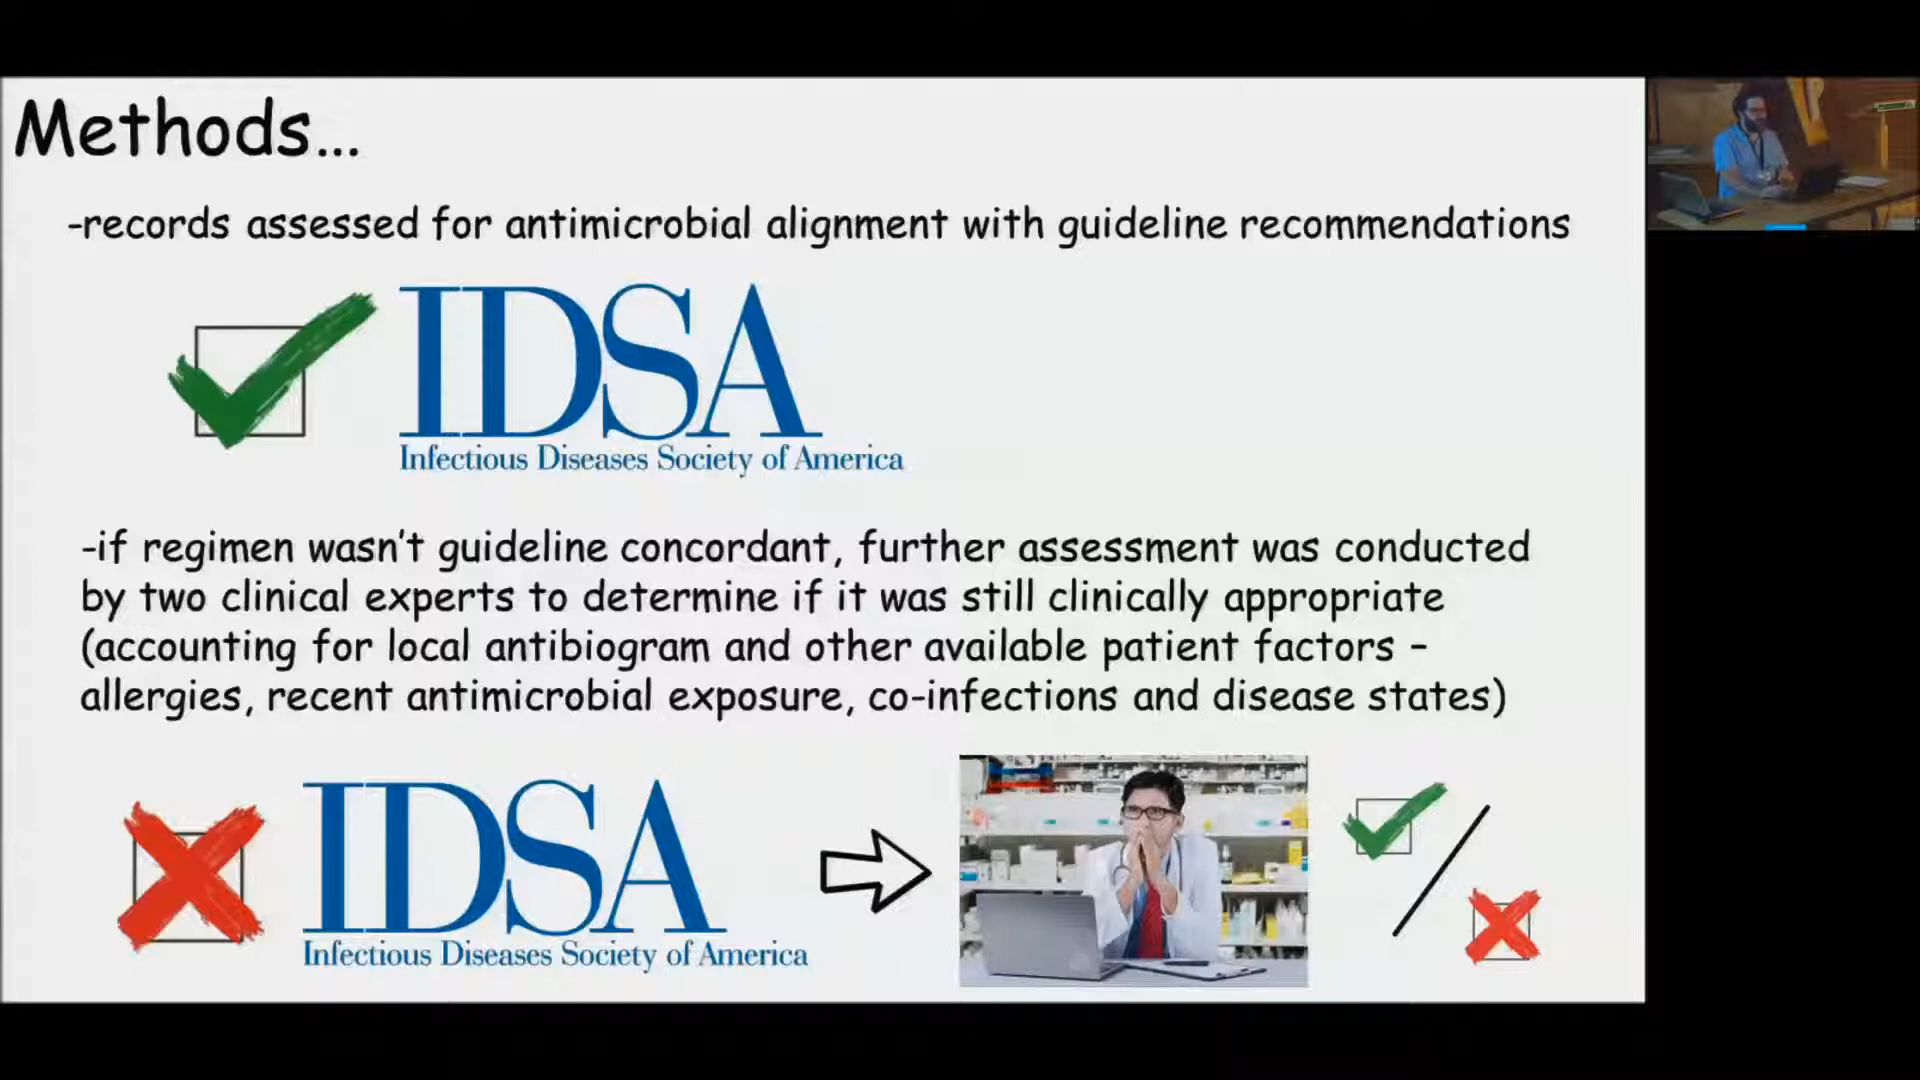 Methods...
-records assessed for antimicrobial alignment with guideline recommendations
IDSA
Infectious Diseases Society of America
-if regimen wasn't guideline concordant, further assessment was conducted
by two clinical experts to determine if it was still clinically appropriate
(accounting for local antibiogram and other available patient factors –
allergies, recent antimicrobial exposure, co-infections and disease states)
IDSA
Infectious Diseases Society of America